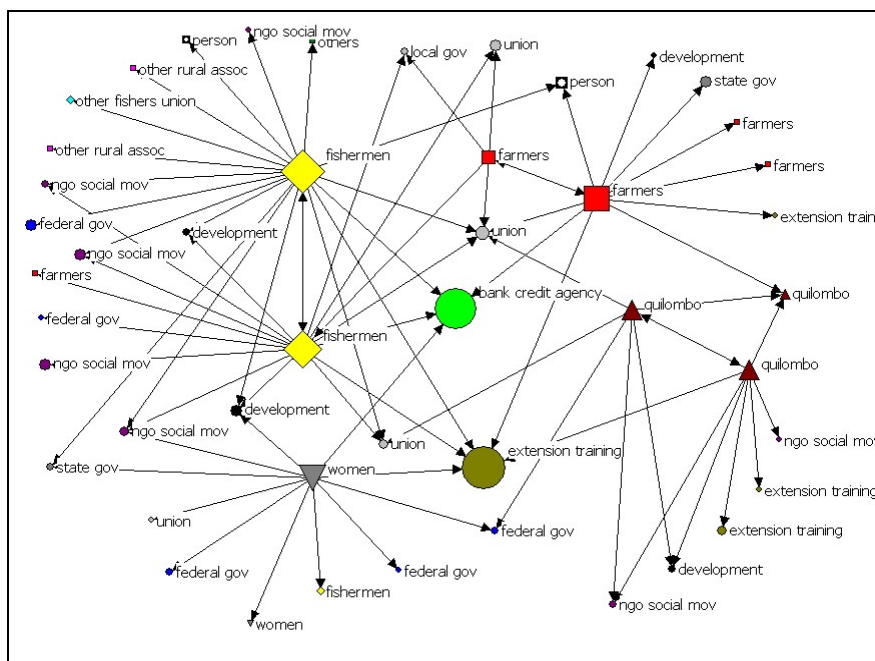 ngo social mov
person
others
local gov
union
development
other rural assoc
person
state gov
other fishers union
farmers
other rural assoc
fishermen
farmers
farmers
ngo social mov
farmers
federal gov
extension train
development
union
ngo social mov
farmers
bank credit agency
quilombo
quilombo
federal gov
fishermen
ngo social mov
quilombo
development
ngo social mov
union
extension training
ngo social mov
state gov
women
extension training
union
federal gov
extension training
federal gov
federal gov
development
fishermen
ngo social mov
women